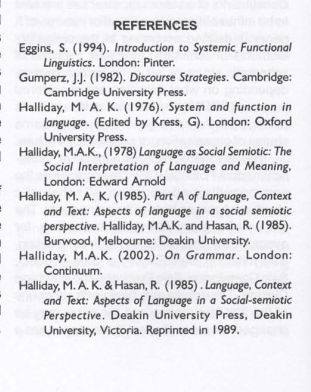 REFERENCES
Eggins, S. (1994). Introduction to Systemic Functional
Linguistics. London: Pinter.
Gumperz, J.J. (1982). Discourse Strategies. Cambridge:
Cambridge University Press.
Halliday, M. A. K. (1976). System and function in
language. (Edited by Kress, G). London: Oxford
University Press.
Halliday, M.A.K., (1978) Language as Social Semiotic: The
Social Interpretation of Language and Meaning,
London: Edward Arnold
Halliday, M. A. K. (1985). Part A of Language, Context
and Text: Aspects of language in a social semiotic
perspective. Halliday, M.A.K. and Hasan, R. (1985).
Burwood, Melbourne: Deakin University.
Halliday, M.A.K. (2002). On Grammar. London:
Continuum.
Halliday, M. A. K. & Hasan, R. (1985) . Language, Context
and Text: Aspects of Language in a Social-semiotic
Perspective. Deakin University Press, Deakin
University, Victoria. Reprinted in 1989.